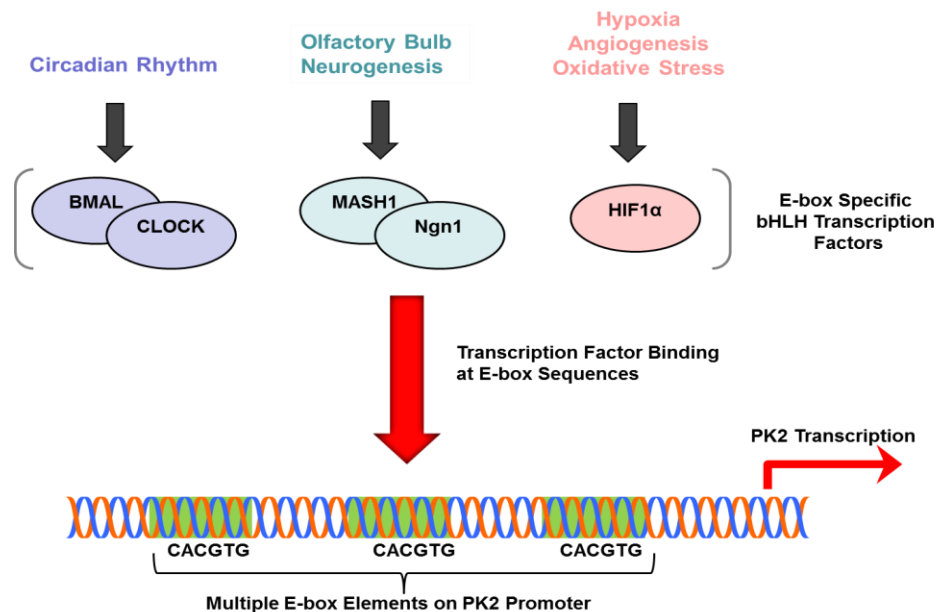 Circadian Rhythm
Olfactory Bulb
Neurogenesis
Hypoxia
Angiogenesis
Oxidative Stress
BMAL
CLOCK
MASH1
Ngn1
HIF1α
E-box Specific
bHLH Transcription
Factors
Transcription Factor Binding
at E-box Sequences
PK2 Transcription
CACGTG
CACGTG
CACGTG
Multiple E-box Elements on PK2 Promoter